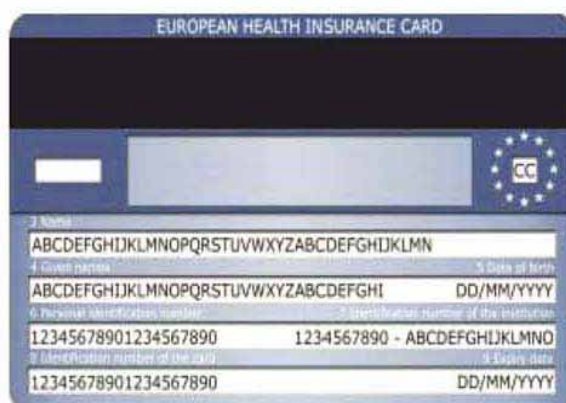 EUROPEAN HEALTH INSURANCE CARD
CC
3 Name
ABCDEFGHIJKLMNOPQRSTUVWXYZABCDEFGHIJKLMN
4 Given names 5 Date of birth
ABCDEFGHIJKLMNOPQRSTUVWXYZABCDEFGHI DD/MM/YYYY
6 Personal identification number 7 Identification number of the institution
12345678901234567890 1234567890 - ABCDEFGHIJKLMNO
8 Identification number of the card 9 Expiry date
12345678901234567890 DD/MM/YYYY